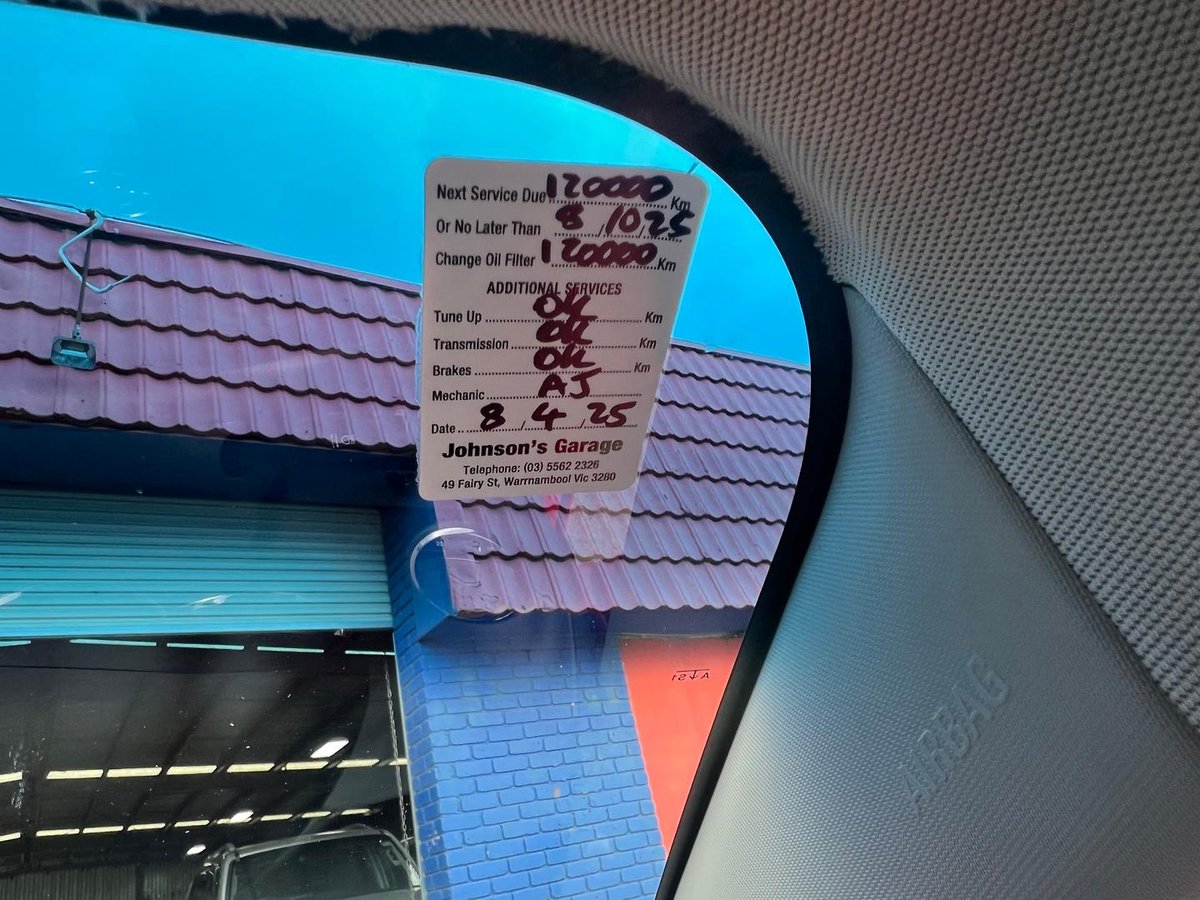 Next Service Due 120000 Km
Or No Later Than 8/10/25
Change Oil Filter 120000 Km
ADDITIONAL SERVICES
Tune Up OK Km
Transmission OK Km
Brakes OK Km
Mechanic AJ
Date 8/4/25
Johnson's Garage
Telephone: (03) 5562 2326
49 Fairy St, Warrnambool Vic 3280
AIRBAG